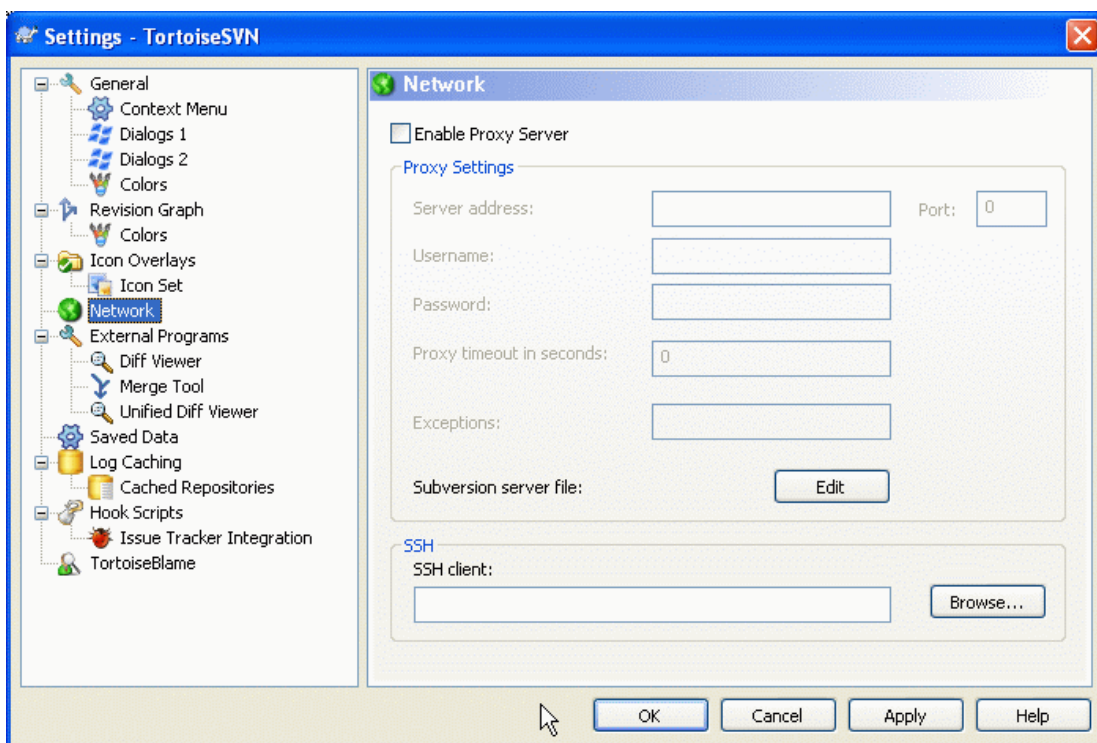 Settings - TortoiseSVN
General
Context Menu
Dialogs 1
Dialogs 2
Colors
Revision Graph
Colors
Icon Overlays
Icon Set
Network
External Programs
Diff Viewer
Merge Tool
Unified Diff Viewer
Saved Data
Log Caching
Cached Repositories
Hook Scripts
Issue Tracker Integration
TortoiseBlame
Network
Enable Proxy Server
Proxy Settings
Server address: Port: 0
Username:
Password:
Proxy timeout in seconds: 0
Exceptions:
Subversion server file: Edit
SSH
SSH client:
Browse...
OK Cancel Apply Help